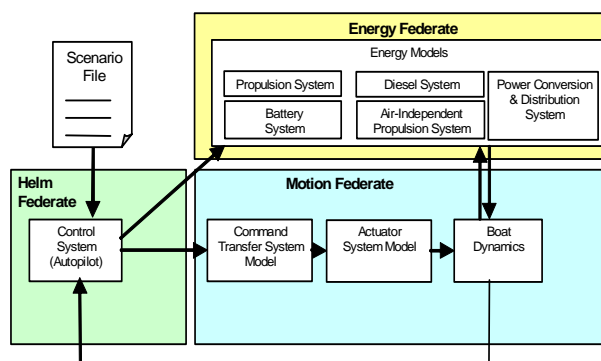 Energy Federate
Energy Models
Scenario
File
Propulsion System
Diesel System
Power Conversion
& Distribution
System
Battery
System
Air-Independent
Propulsion System
Helm
Federate
Motion Federate
Control
System
(Autopilot)
Command
Transfer System
Model
Actuator
System Model
Boat
Dynamics